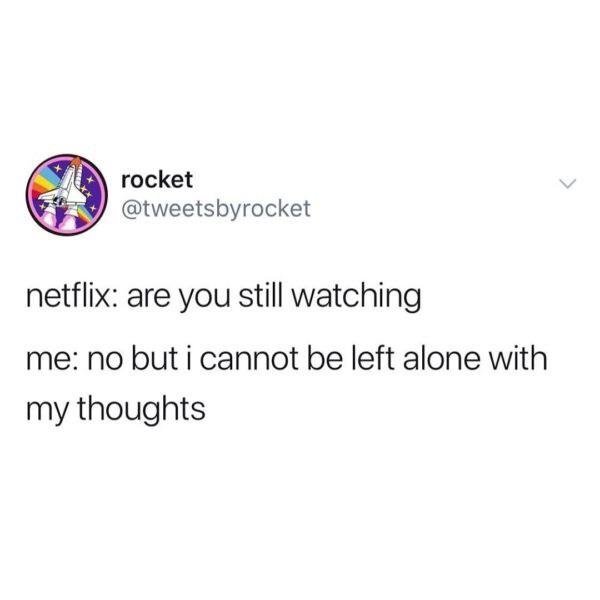 rocket
@tweetsbyrocket
netflix: are you still watching
me: no but i cannot be left alone with
my thoughts